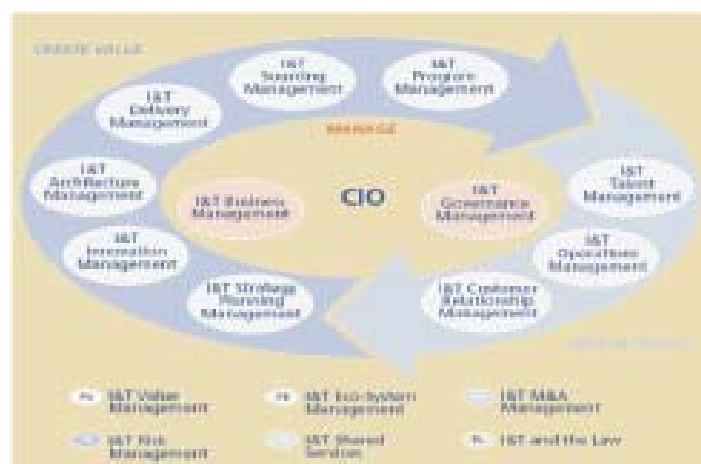 CREATE VALUE
I&T
Sourcing
Management
I&T
Program
Management
I&T
Delivery
Management
MANAGE
I&T
Architecture
Management
I&T Business
Management
CIO
I&T
Governance
Management
I&T
Talent
Management
I&T
Innovation
Management
I&T
Operations
Management
I&T Strategy
Planning
Management
I&T Customer
Relationship
Management
I&T Value
Management
I&T Eco-System
Management
I&T M&A
Management
I&T Risk
Management
I&T Shared
Services
I&T and the Law